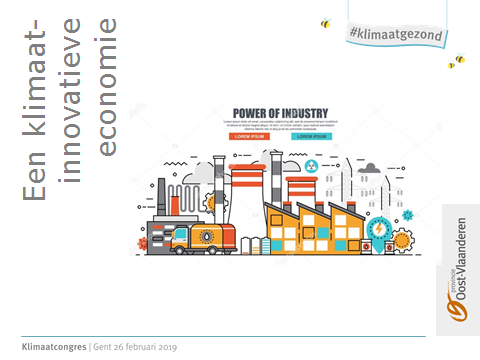 Een klimaat-
innovatieve
economie
#klimaatgezond
POWER OF INDUSTRY
LOREM IPSUM
LOREM IPSUM
provincie
Oost-Vlaanderen
Klimaatcongres | Gent 26 februari 2019